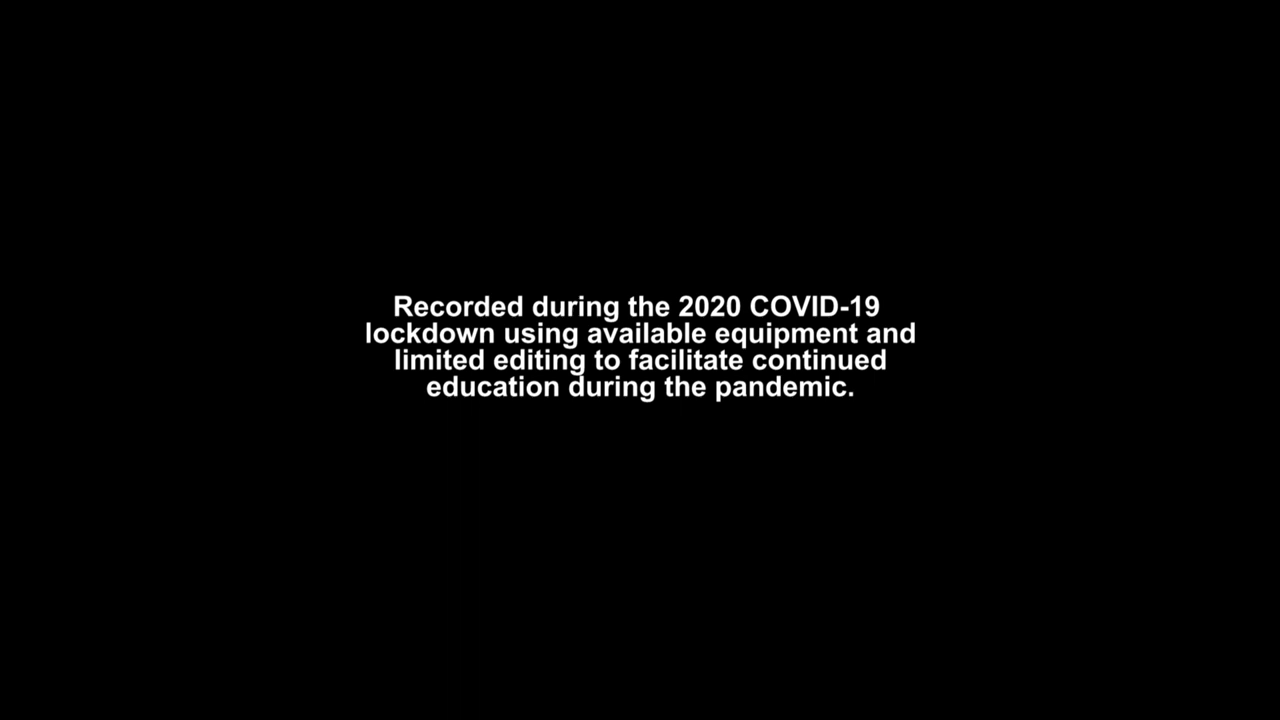 Recorded during the 2020 COVID-19
lockdown using available equipment and
limited editing to facilitate continued
education during the pandemic.